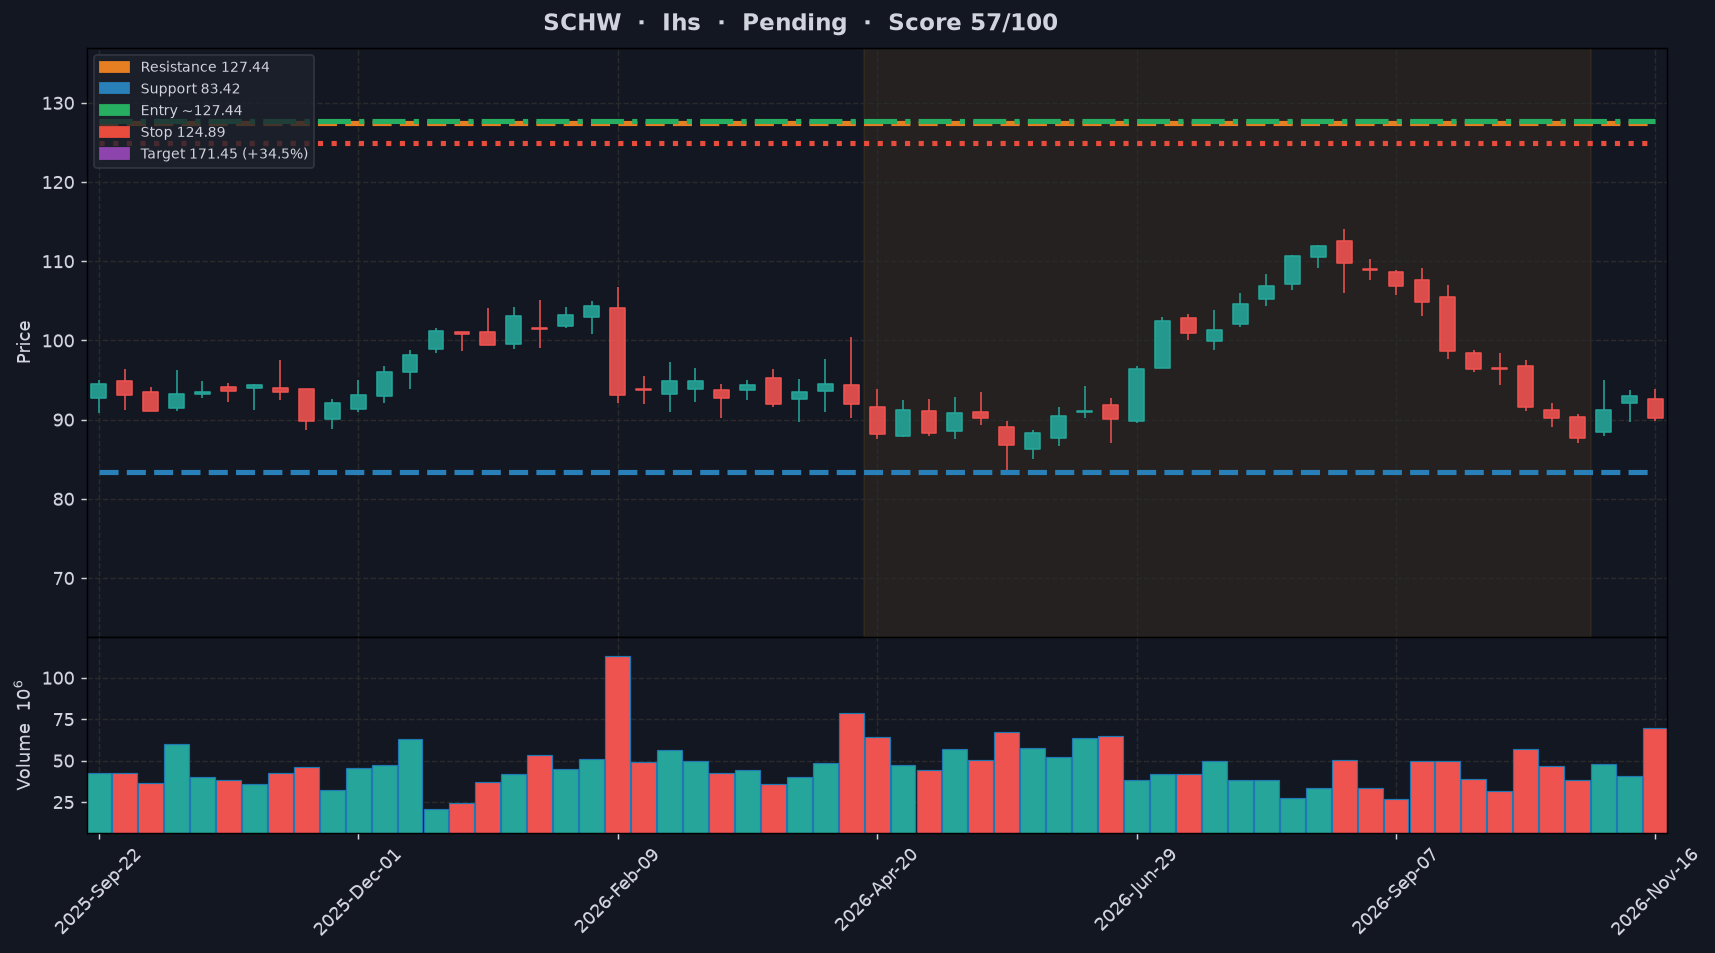 SCHW · Ihs · Pending · Score 57/100
Resistance 127.44
Support 83.42
Entry ~127.44
Stop 124.89
Target 171.45 (+34.5%)
Price
130
120
110
100
90
80
70
Volume 10⁶
100
75
50
25
2025-Sep-22
2025-Dec-01
2026-Feb-09
2026-Apr-20
2026-Jun-29
2026-Sep-07
2026-Nov-16